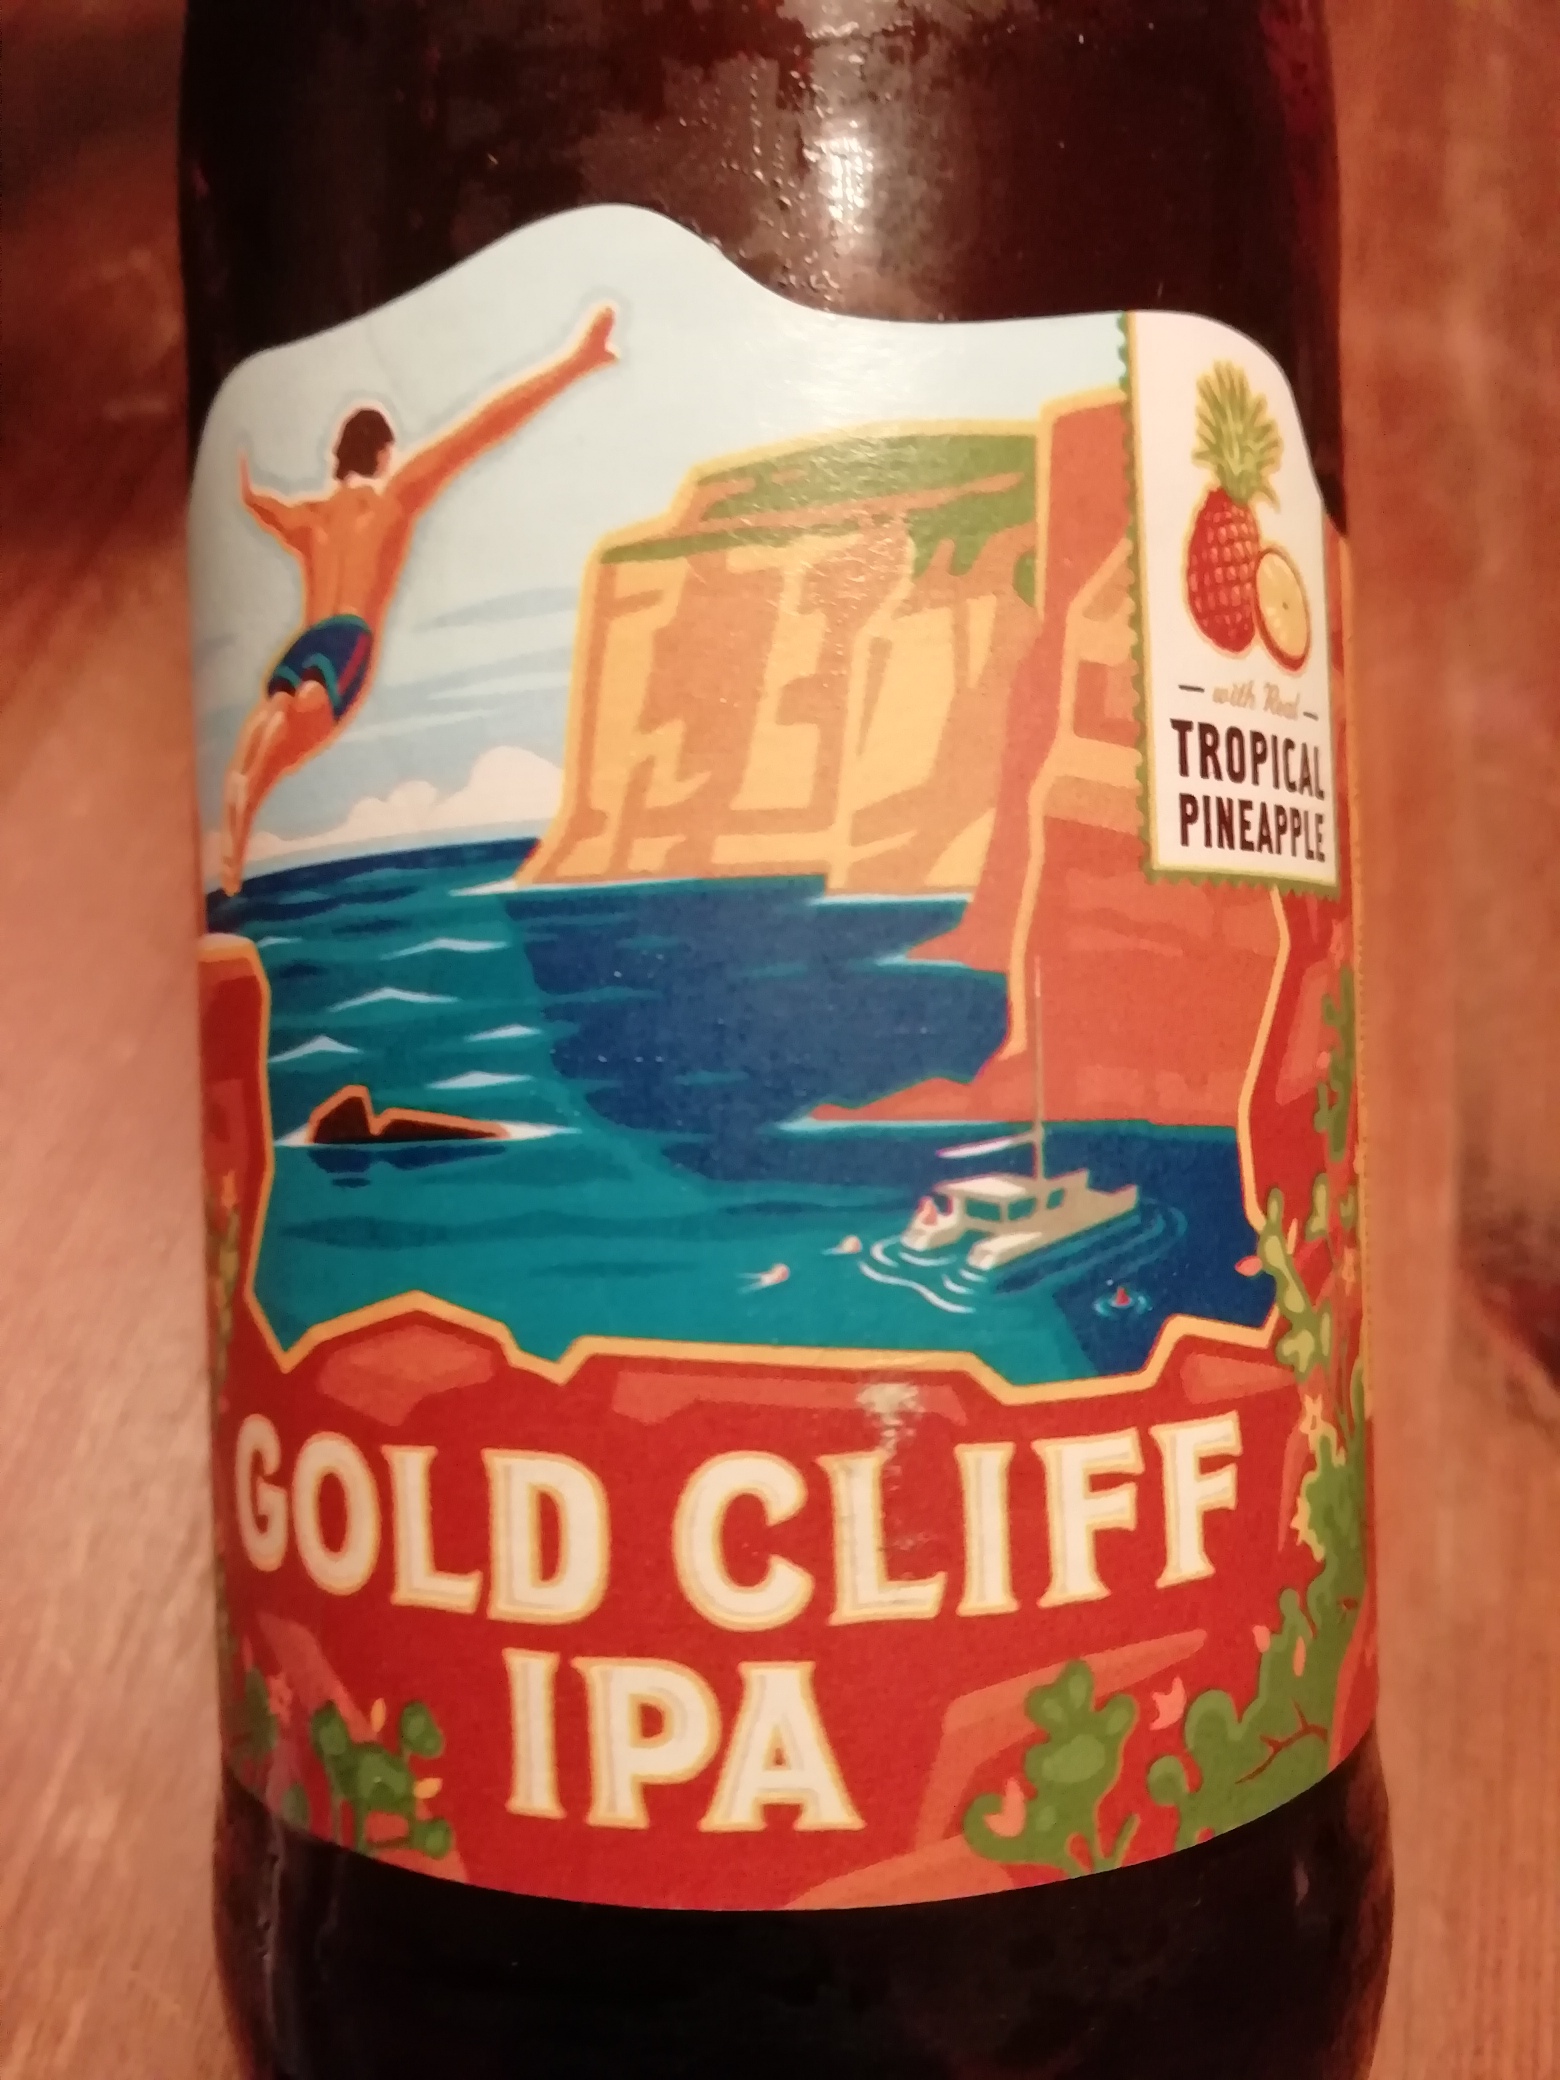 with Real
TROPICAL
PINEAPPLE
GOLD CLIFF
IPA